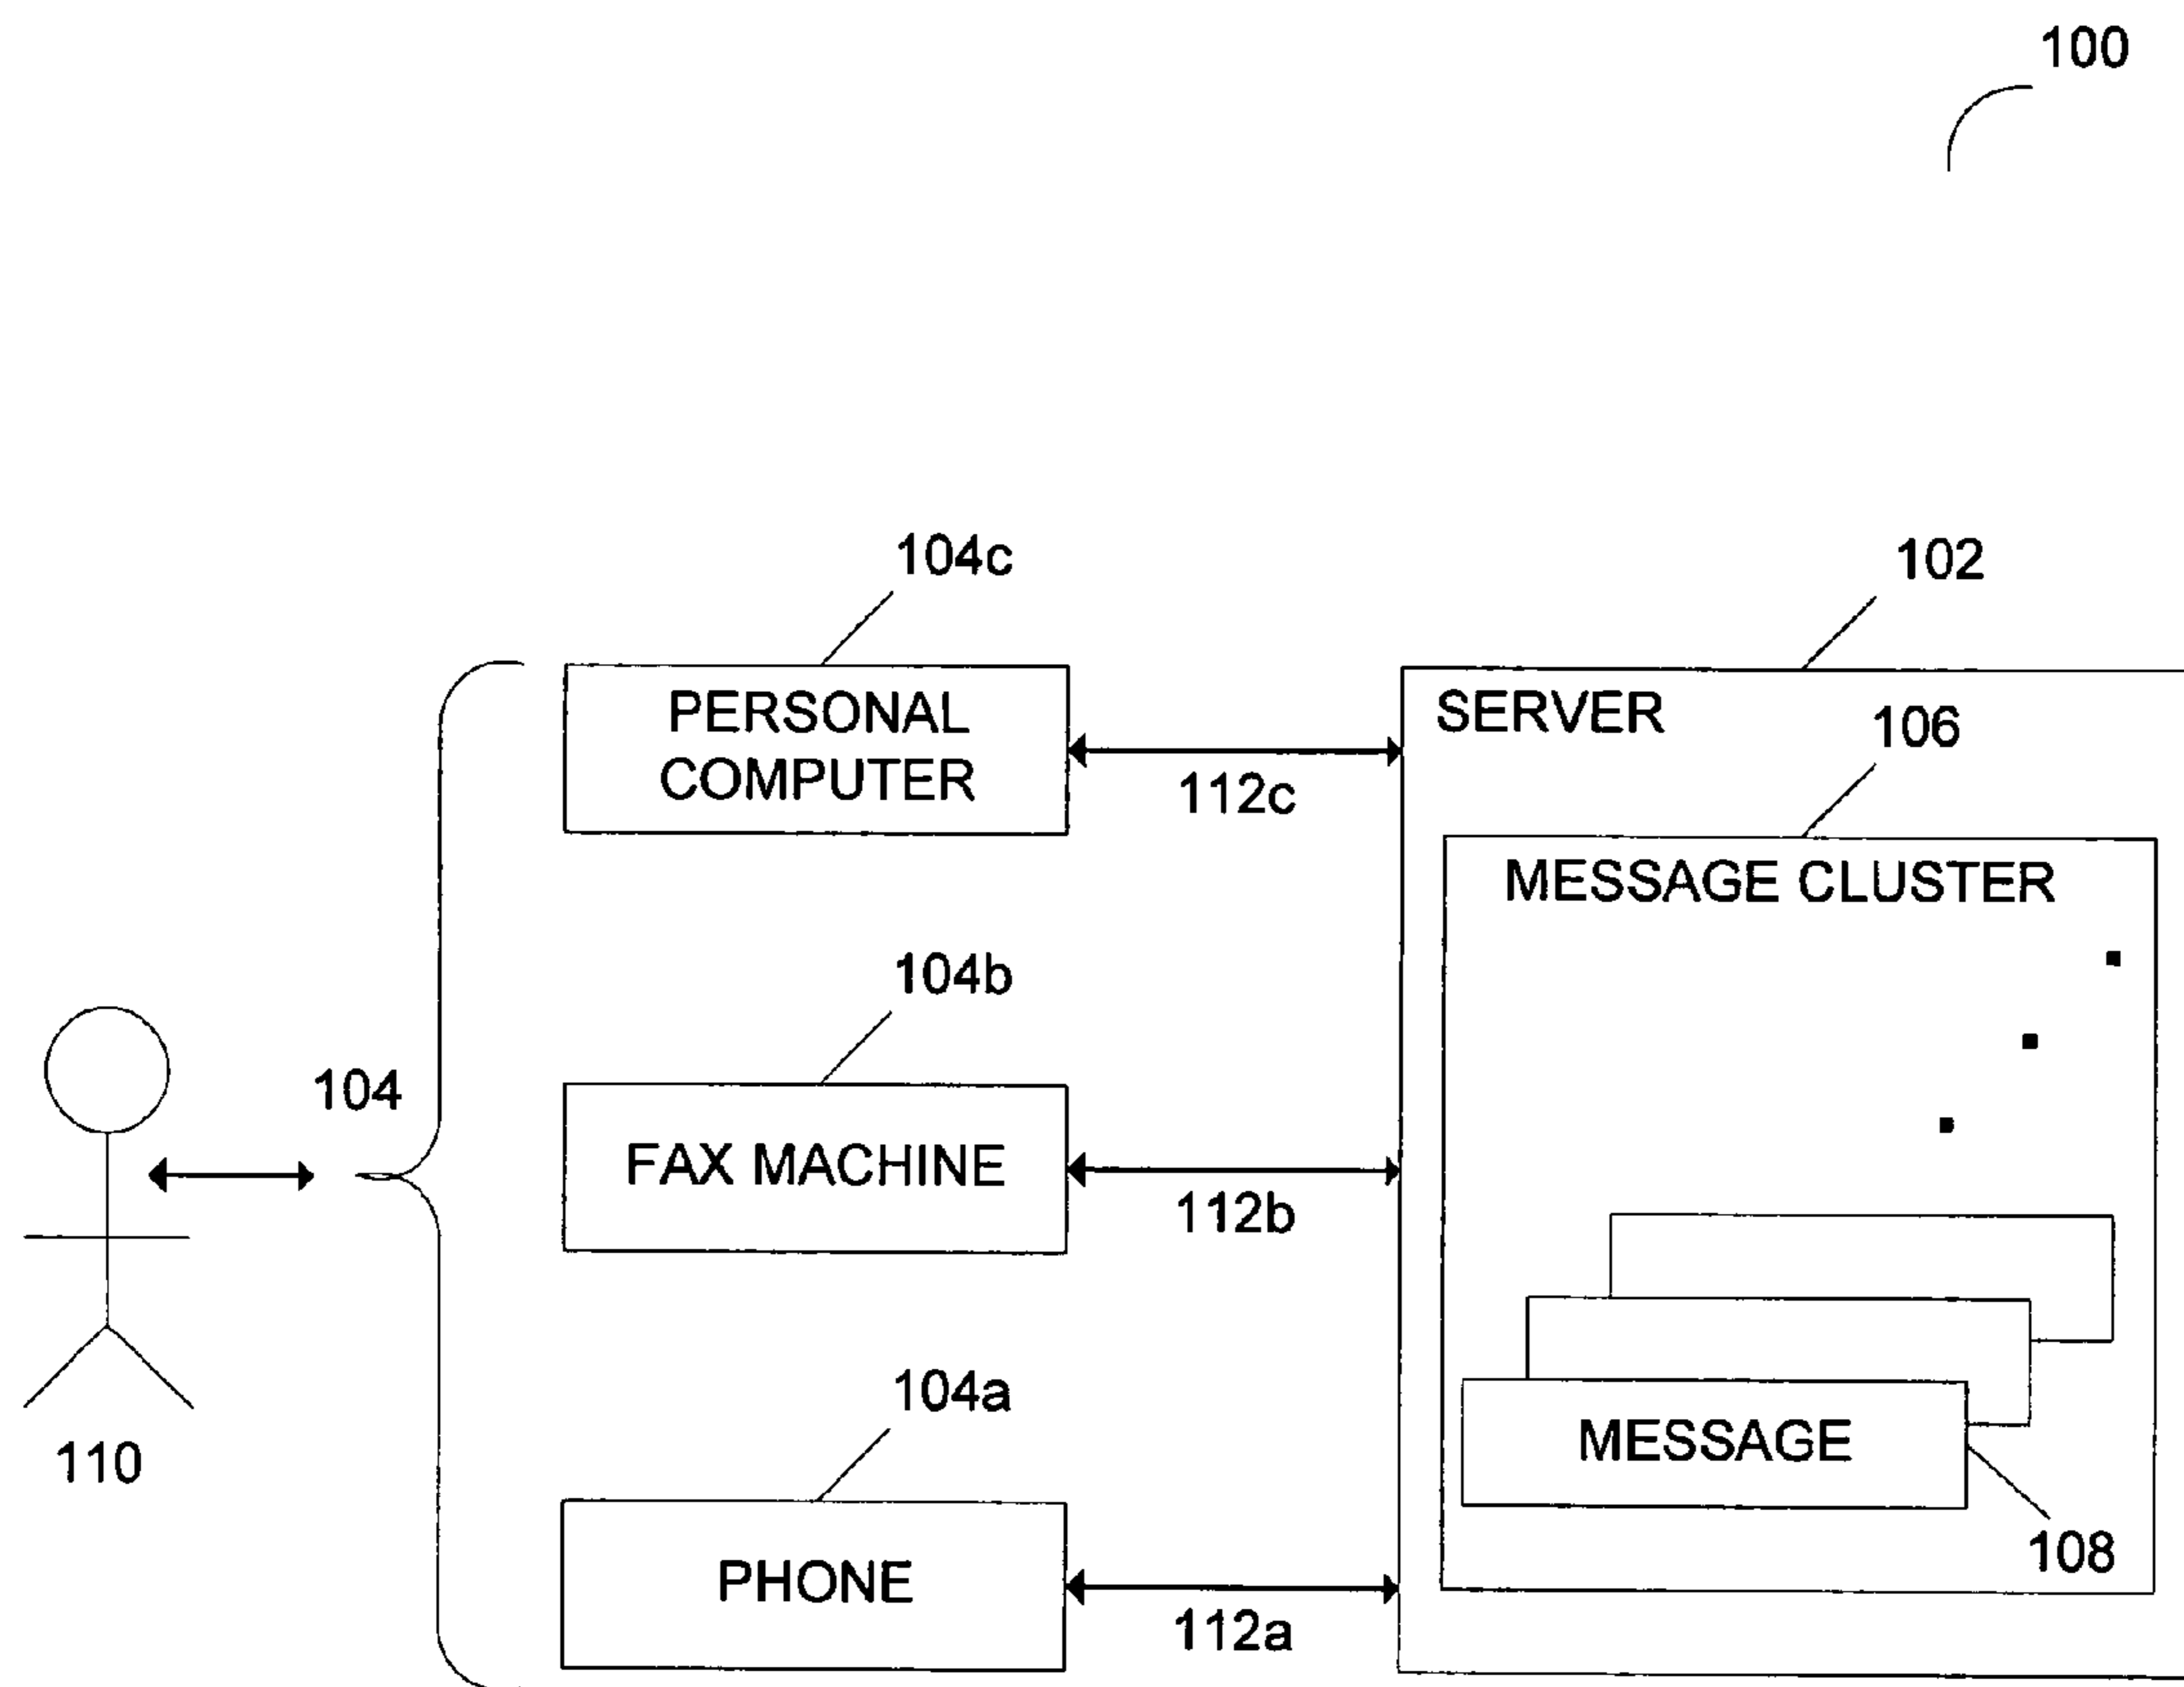 100
104c
102
PERSONAL
COMPUTER
SERVER
106
112c
MESSAGE CLUSTER
104b
104
FAX MACHINE
112b
104a
MESSAGE
110
108
PHONE
112a